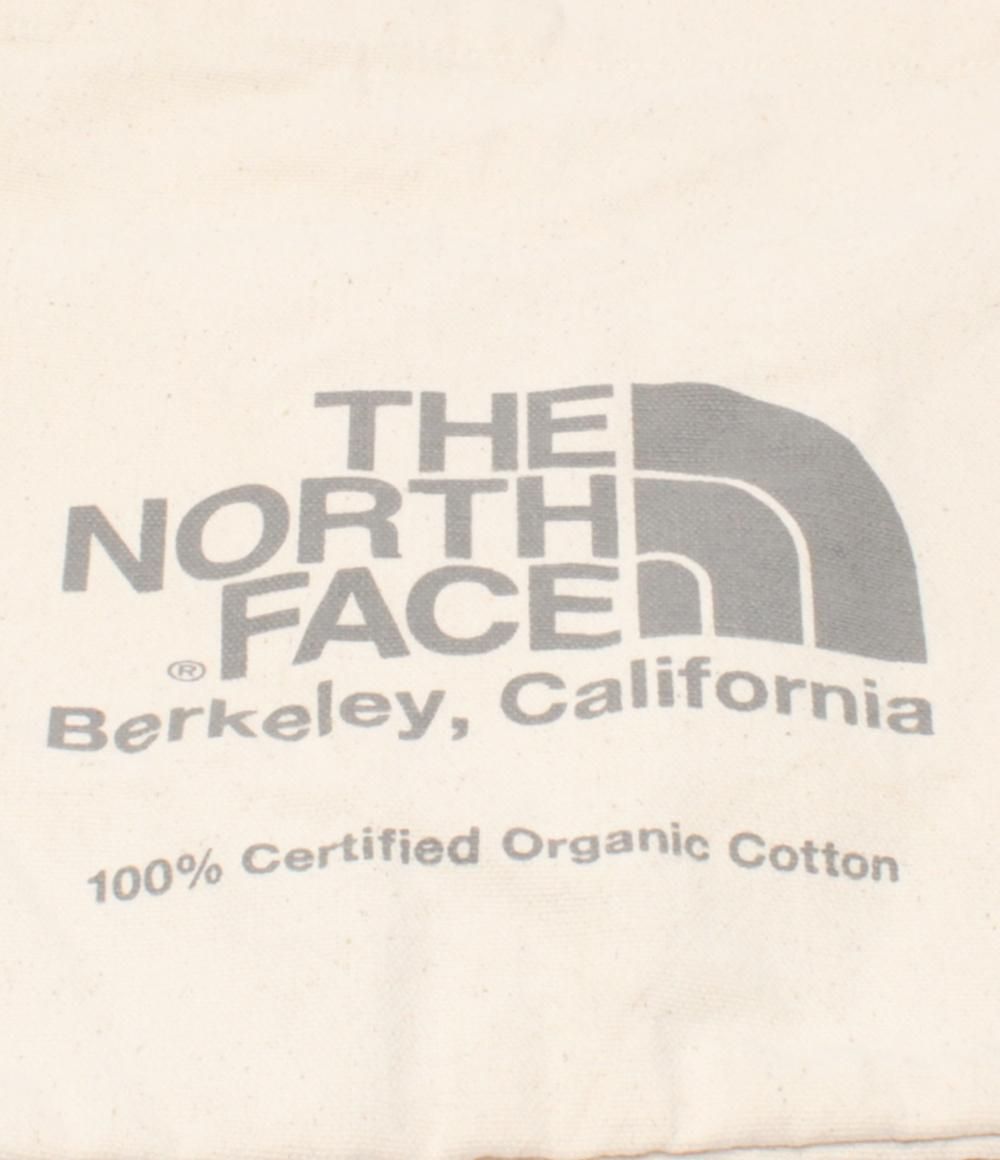 THE
NORTH
FACE
®
Berkeley, California
100% Certified Organic Cotton